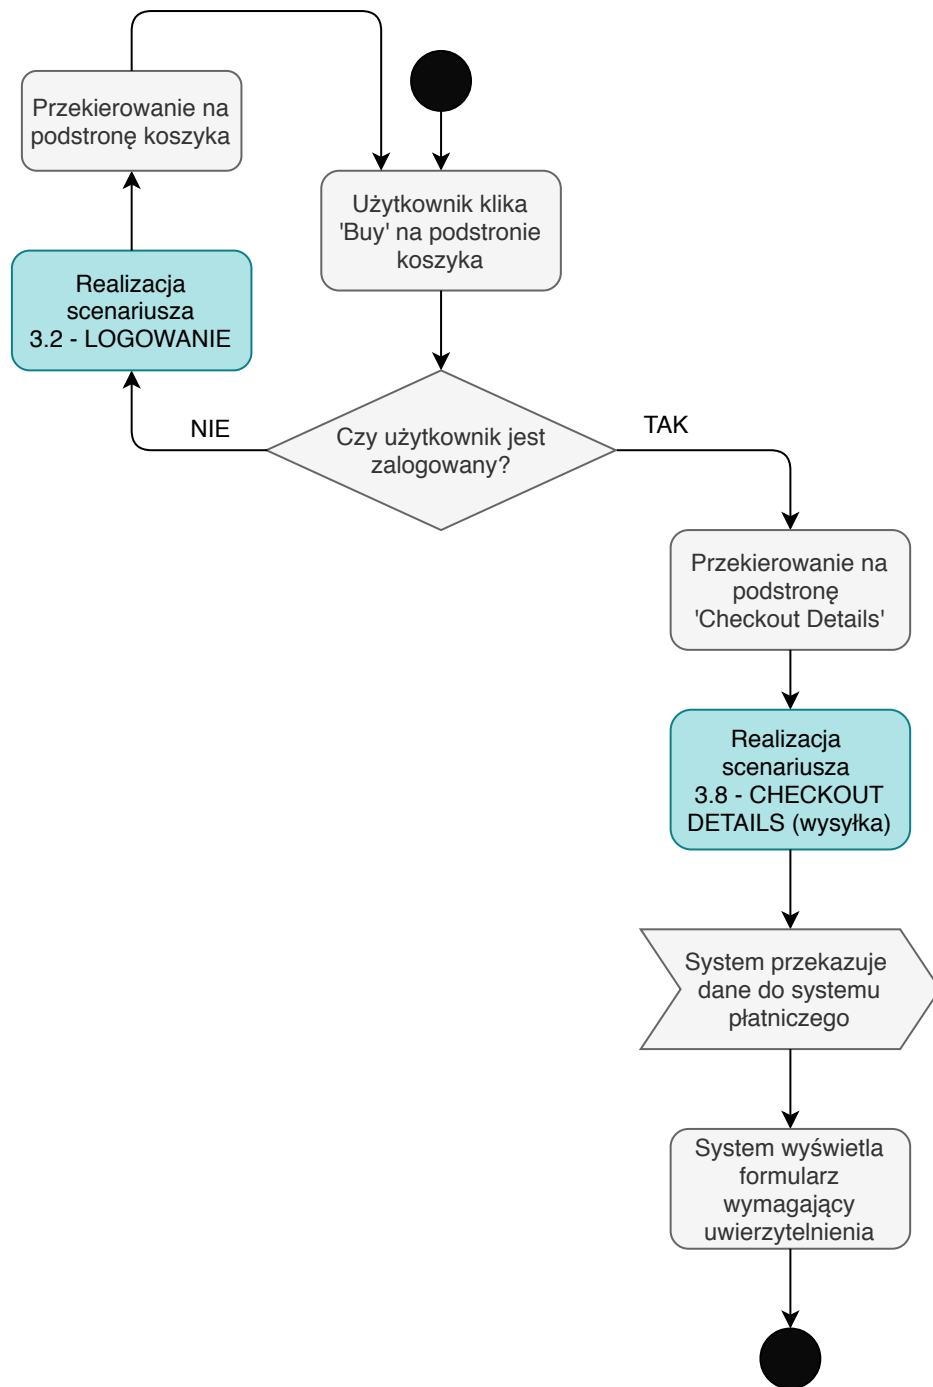 Przekierowanie na
podstronę koszyka
Użytkownik klika
'Buy' na podstronie
koszyka
Realizacja
scenariusza
3.2 - LOGOWANIE
NIE
TAK
Czy użytkownik jest
zalogowany?
Przekierowanie na
podstronę
'Checkout Details'
Realizacja
scenariusza
3.8 - CHECKOUT
DETAILS (wysyłka)
System przekazuje
dane do systemu
płatniczego
System wyświetla
formularz
wymagający
uwierzytelnienia